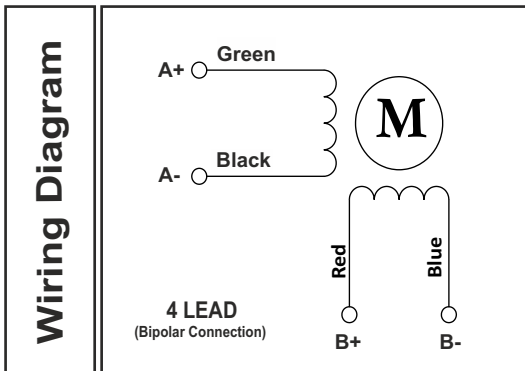 Wiring Diagram
A+
Green
M
A-
Black
Red
Blue
4 LEAD
(Bipolar Connection)
B+
B-